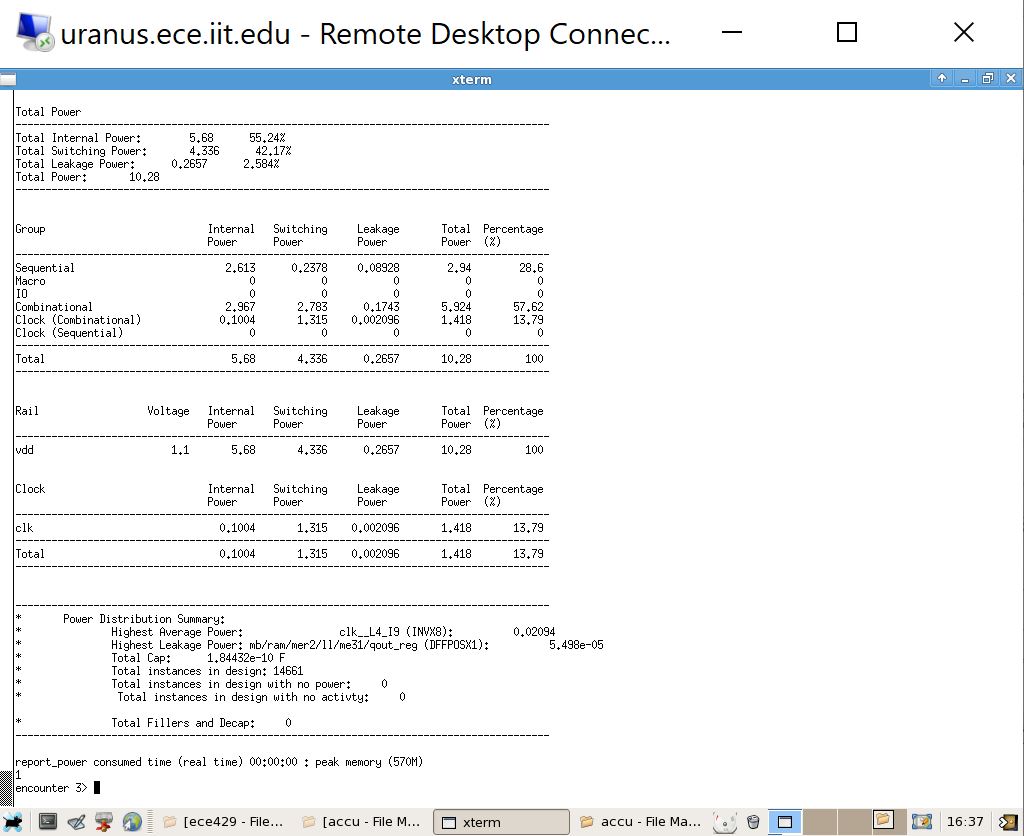 uranus.ece.iit.edu - Remote Desktop Connec...
xterm
Total Power
Total Internal Power: 5.68 55.24%
Total Switching Power: 4.336 42.17%
Total Leakage Power: 0.2657 2.584%
Total Power: 10.28
Group Internal Switching Leakage Total Percentage
Power Power Power Power (%)
Sequential 2.613 0.2378 0.08928 2.94 28.6
Macro 0 0 0 0 0
IO 0 0 0 0 0
Combinational 2.967 2.783 0.1743 5.924 57.62
Clock (Combinational) 0.1004 1.315 0.002096 1.418 13.79
Clock (Sequential) 0 0 0 0 0
Total 5.68 4.336 0.2657 10.28 100
Rail Voltage Internal Switching Leakage Total Percentage
Power Power Power Power (%)
vdd 1.1 5.68 4.336 0.2657 10.28 100
Clock Internal Switching Leakage Total Percentage
Power Power Power Power (%)
clk 0.1004 1.315 0.002096 1.418 13.79
Total 0.1004 1.315 0.002096 1.418 13.79
* Power Distribution Summary:
* Highest Average Power: clk__L4_I9 (INVX8): 0.02094
* Highest Leakage Power: mb/ram/mer2/ll/me31/qout_reg (DFFPOSX1): 5.498e-05
* Total Cap: 1.84432e-10 F
* Total instances in design: 14661
* Total instances in design with no power: 0
* Total instances in design with no activty: 0
* Total Fillers and Decap: 0
report_power consumed time (real time) 00:00:00 : peak memory (570M)
1
encounter 3>
[ece429 - File... [accu - File M... xterm accu - File Ma... 16:37